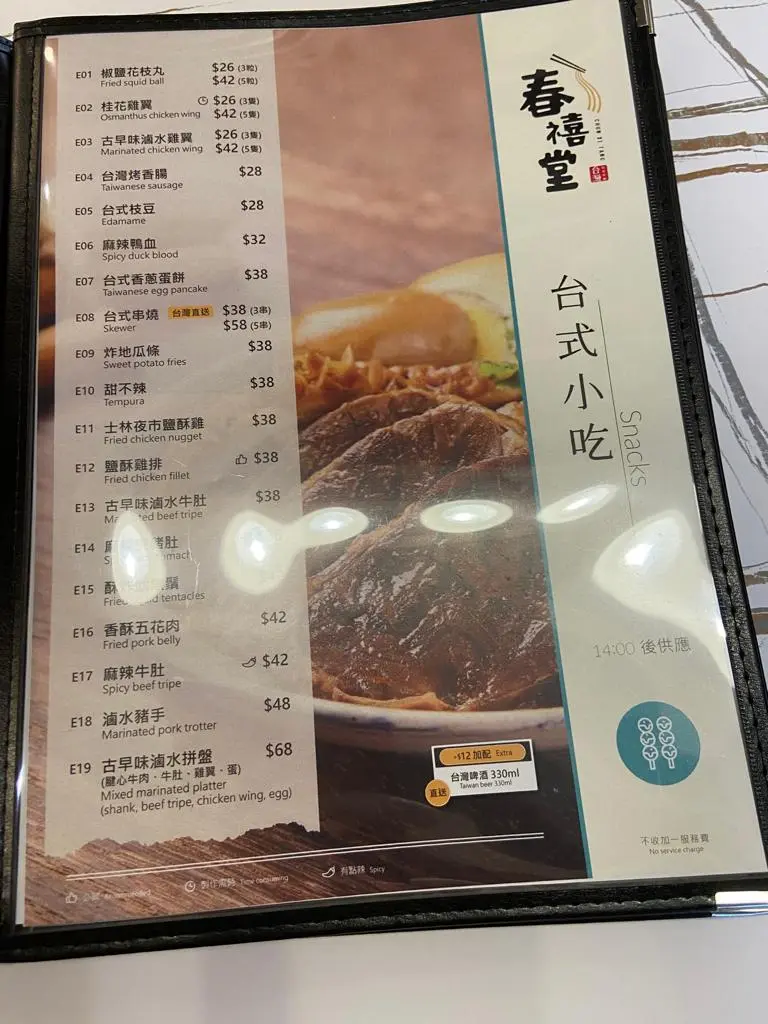 E01 椒鹽花枝丸 $26 (3粒)
Fried squid ball $42 (5粒)
E02 桂花雞翼 $26 (3隻)
Osmanthus chicken wing $42 (5隻)
E03 古早味滷水雞翼 $26 (3隻)
Marinated chicken wing $42 (5隻)
E04 台灣烤香腸 $28
Taiwanese sausage
E05 台式枝豆 $28
Edamame
E06 麻辣鴨血 $32
Spicy duck blood
E07 台式香蔥蛋餅 $38
Taiwanese egg pancake
E08 台式串燒 台灣直送 $38 (3串)
Skewer $58 (5串)
E09 炸地瓜條 $38
Sweet potato fries
E10 甜不辣 $38
Tempura
E11 士林夜市鹽酥雞 $38
Fried chicken nugget
E12 鹽酥雞排 $38
Fried chicken fillet
E13 古早味滷水牛肚 $38
Marinated beef tripe
E14
E15
Fried tentacles
E16 香酥五花肉 $42
Fried pork belly
E17 麻辣牛肚 $42
Spicy beef tripe
E18 滷水豬手 $48
Marinated pork trotter
E19 古早味滷水拼盤 $68
(腱心牛肉、牛肚、雞翼、蛋)
Mixed marinated platter
(shank, beef tripe, chicken wing, egg)
製作需時 Time consuming
有點辣 Spicy
+$12 加配 Extra
台灣啤酒 330ml
Taiwan beer 330ml
直送
春禧堂
CHUN XI TANG
台灣
台式小吃
Snacks
14:00 後供應
不收加一服務費
No service charge